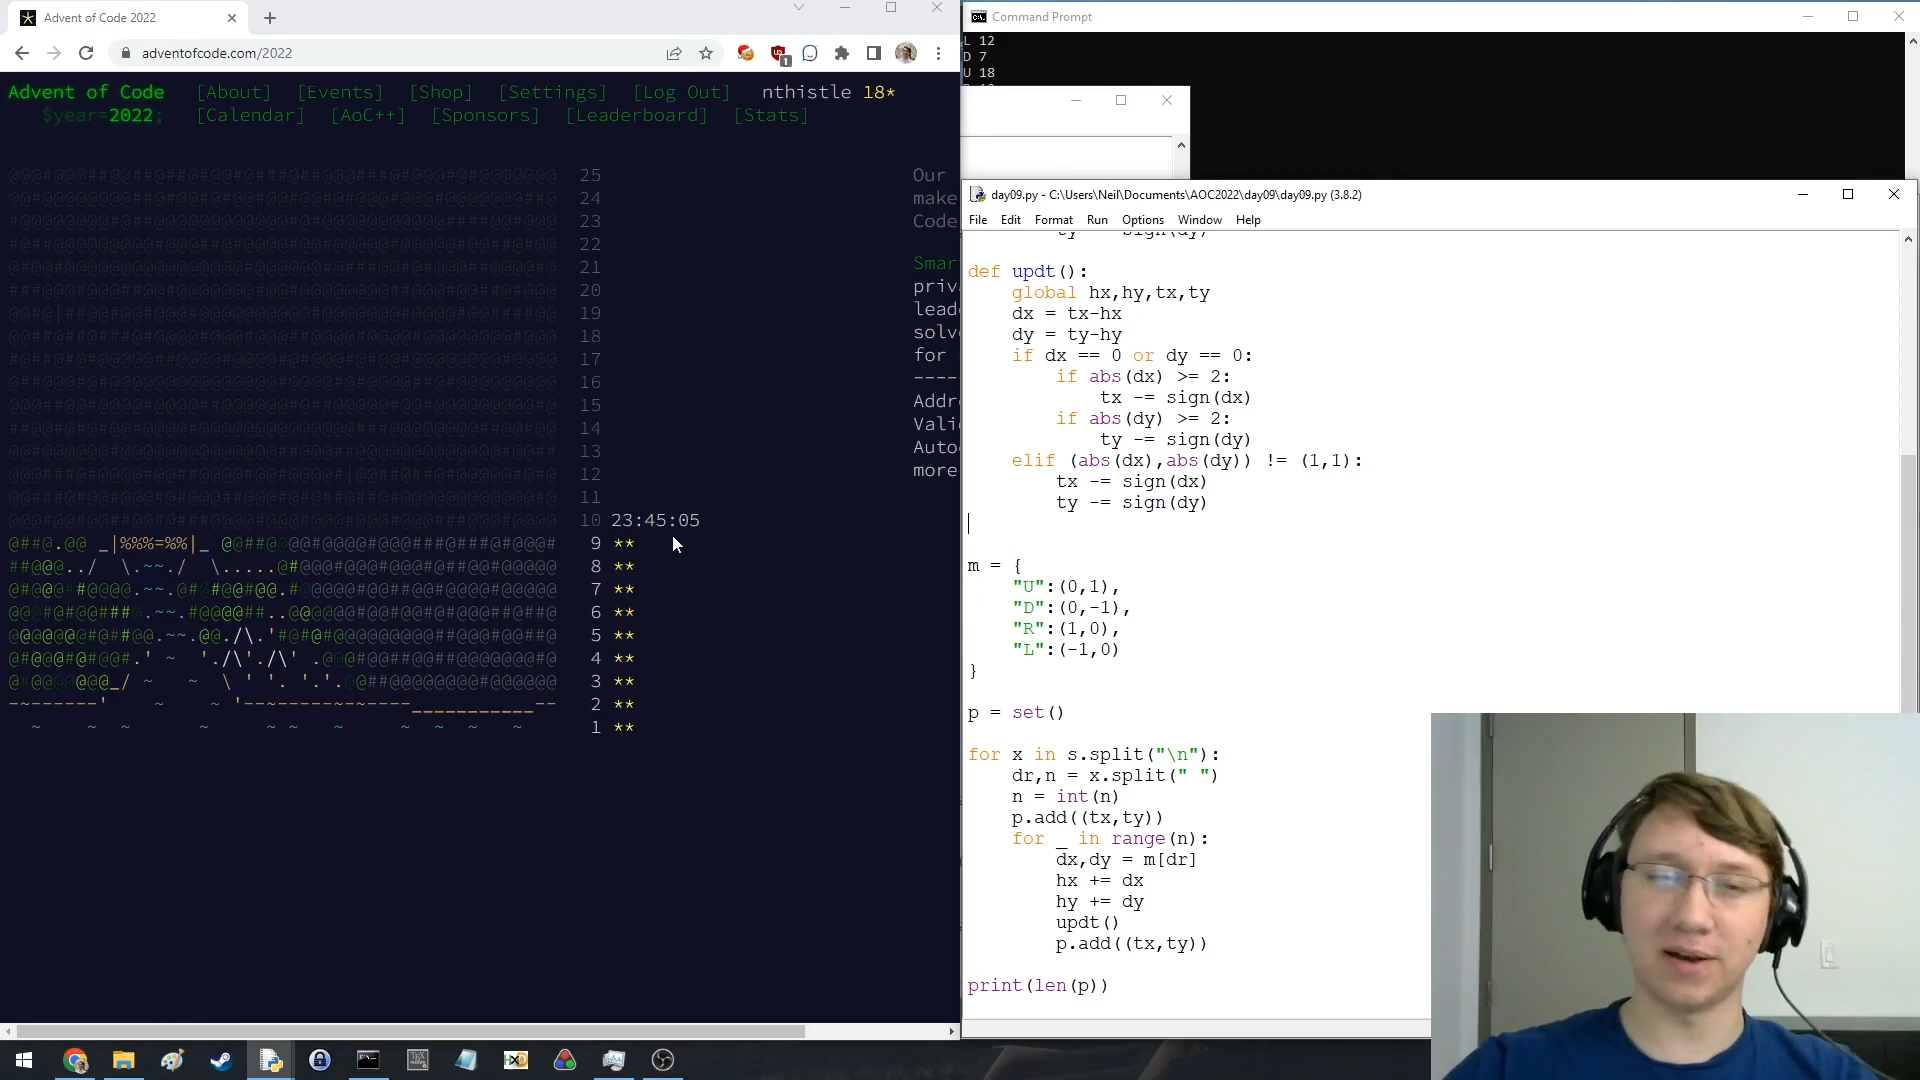 Advent of Code 2022
adventofcode.com/2022
Advent of Code [About] [Events] [Shop] [Settings] [Log Out] nthistle 18*
$year=2022; [Calendar] [AoC++] [Sponsors] [Leaderboard] [Stats]
25
24
23
22
21
20
19
18
17
16
15
14
13
12
11
10 23:45:05
9 **
8 **
7 **
6 **
5 **
4 **
3 **
2 **
1 **
Our
make
Code
for
more
Command Prompt
L 12
D 7
U 18
day09.py - C:\Users\Neil\Documents\AOC2022\day09\day09.py (3.8.2)
File Edit Format Run Options Window Help
def updt():
    global hx,hy,tx,ty
    dx = tx-hx
    dy = ty-hy
    if dx == 0 or dy == 0:
        if abs(dx) >= 2:
            tx -= sign(dx)
        if abs(dy) >= 2:
            ty -= sign(dy)
    elif (abs(dx),abs(dy)) != (1,1):
        tx -= sign(dx)
        ty -= sign(dy)
m = {
    "U":(0,1),
    "D":(0,-1),
    "R":(1,0),
    "L":(-1,0)
}
p = set()
for x in s.split("\n"):
    dr,n = x.split(" ")
    n = int(n)
    p.add((tx,ty))
    for _ in range(n):
        dx,dy = m[dr]
        hx += dx
        hy += dy
        updt()
        p.add((tx,ty))
print(len(p))